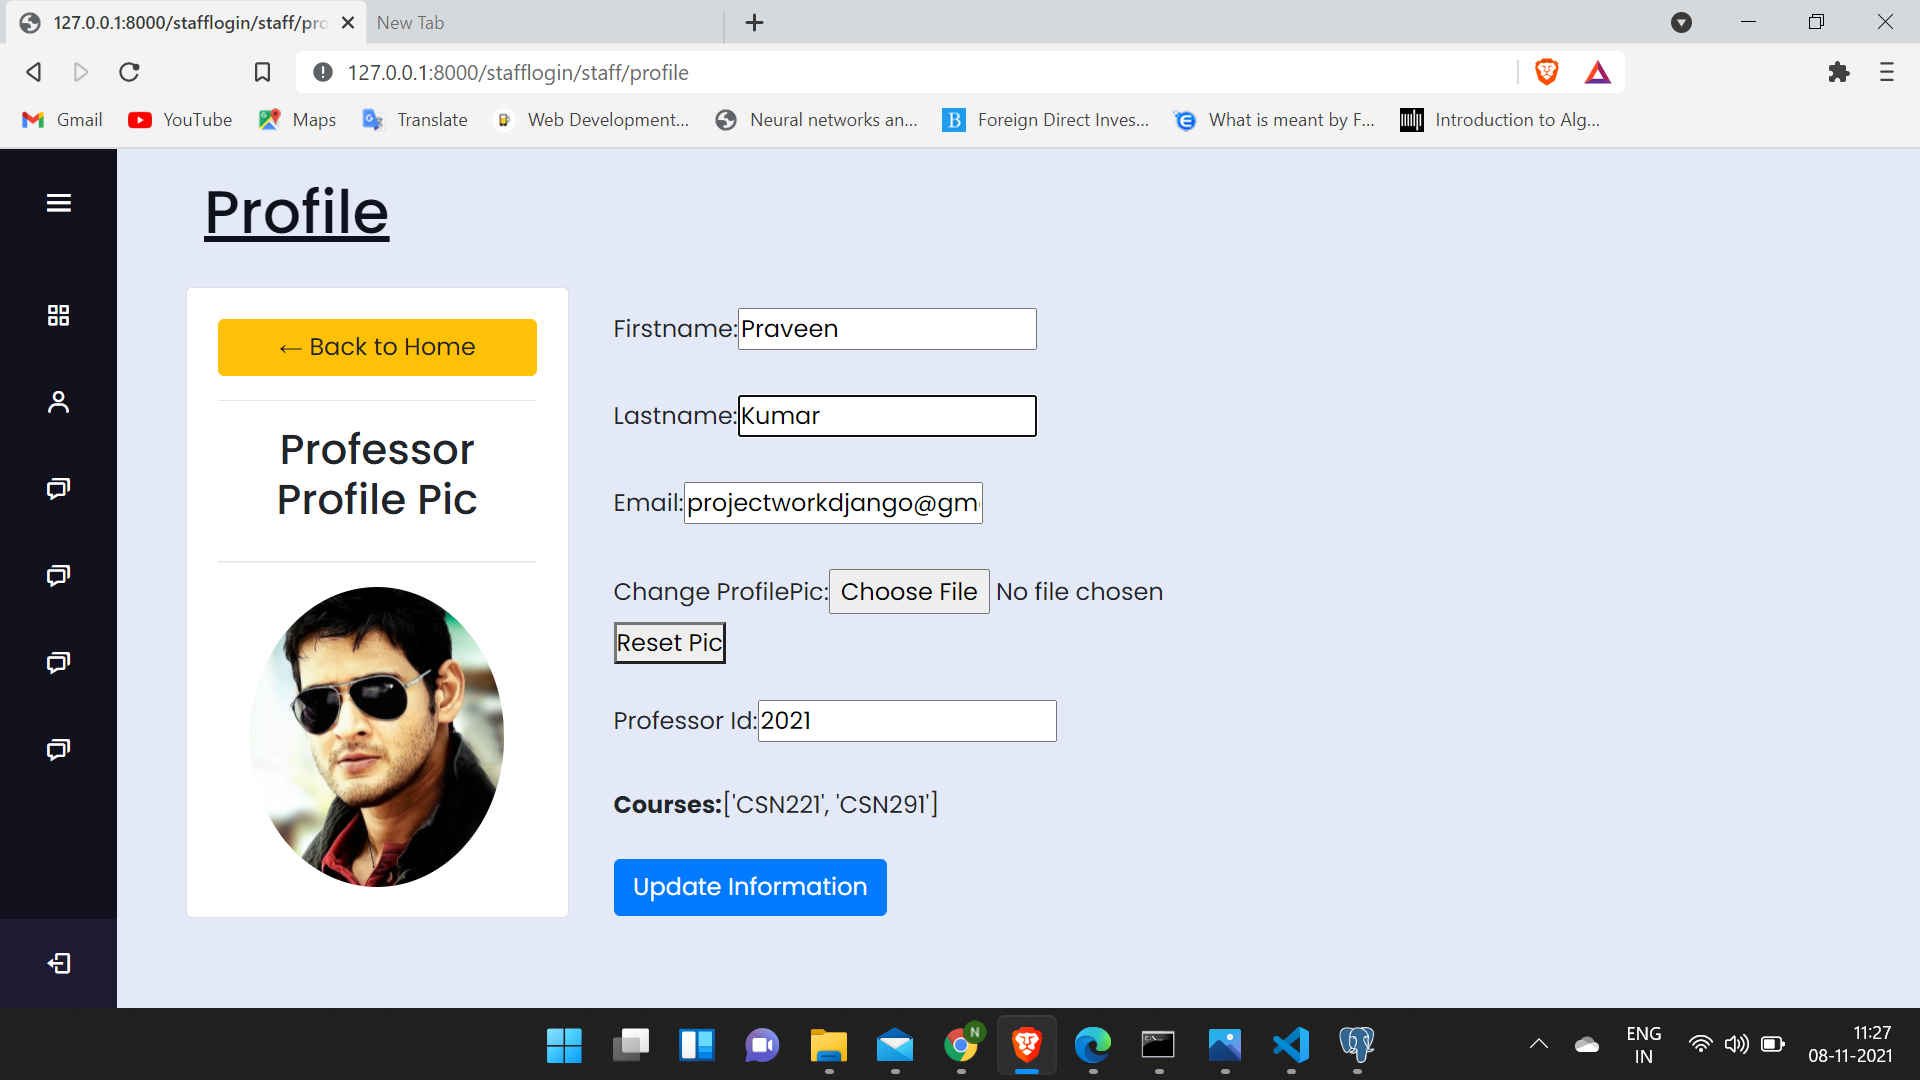 127.0.0.1:8000/stafflogin/staff/pro
New Tab
127.0.0.1:8000/stafflogin/staff/profile
Gmail
YouTube
Maps
Translate
Web Development...
Neural networks an...
Foreign Direct Inves...
What is meant by F...
Introduction to Alg...
Profile
← Back to Home
Professor
Profile Pic
Firstname:Praveen
Lastname:Kumar
Email:projectworkdjango@gm
Change ProfilePic:Choose File No file chosen
Reset Pic
Professor Id:2021
Courses:['CSN221', 'CSN291']
Update Information
N
ENG
IN
11:27
08-11-2021